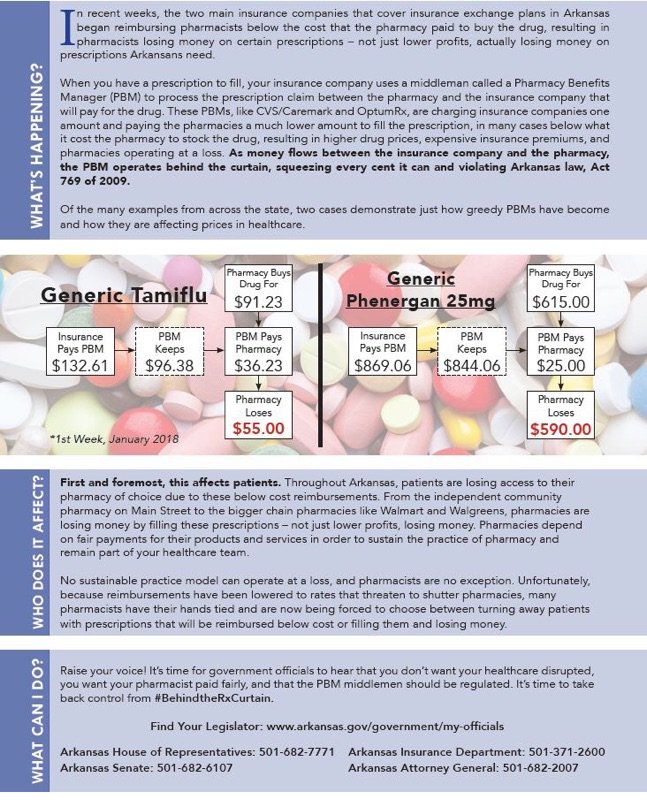 WHAT'S HAPPENING?
In recent weeks, the two main insurance companies that cover insurance exchange plans in Arkansas
began reimbursing pharmacists below the cost that the pharmacy paid to buy the drug, resulting in
pharmacists losing money on certain prescriptions – not just lower profits, actually losing money on
prescriptions Arkansans need.
When you have a prescription to fill, your insurance company uses a middleman called a Pharmacy Benefits
Manager (PBM) to process the prescription claim between the pharmacy and the insurance company that
will pay for the drug. These PBMs, like CVS/Caremark and OptumRx, are charging insurance companies one
amount and paying the pharmacies a much lower amount to fill the prescription, in many cases below what
it cost the pharmacy to stock the drug, resulting in higher drug prices, expensive insurance premiums, and
pharmacies operating at a loss. As money flows between the insurance company and the pharmacy,
the PBM operates behind the curtain, squeezing every cent it can and violating Arkansas law, Act
769 of 2009.
Of the many examples from across the state, two cases demonstrate just how greedy PBMs have become
and how they are affecting prices in healthcare.
Generic Tamiflu
Pharmacy Buys
Drug For
$91.23
Insurance
Pays PBM
$132.61
PBM
Keeps
$96.38
PBM Pays
Pharmacy
$36.23
Pharmacy
Loses
$55.00
*1st Week, January 2018
Generic
Phenergan 25mg
Pharmacy Buys
Drug For
$615.00
Insurance
Pays PBM
$869.06
PBM
Keeps
$844.06
PBM Pays
Pharmacy
$25.00
Pharmacy
Loses
$590.00
WHO DOES IT AFFECT?
First and foremost, this affects patients. Throughout Arkansas, patients are losing access to their
pharmacy of choice due to these below cost reimbursements. From the independent community
pharmacy on Main Street to the bigger chain pharmacies like Walmart and Walgreens, pharmacies are
losing money by filling these prescriptions – not just lower profits, losing money. Pharmacies depend
on fair payments for their products and services in order to sustain the practice of pharmacy and
remain part of your healthcare team.
No sustainable practice model can operate at a loss, and pharmacists are no exception. Unfortunately,
because reimbursements have been lowered to rates that threaten to shutter pharmacies, many
pharmacists have their hands tied and are now being forced to choose between turning away patients
with prescriptions that will be reimbursed below cost or filling them and losing money.
WHAT CAN I DO?
Raise your voice! It's time for government officials to hear that you don't want your healthcare disrupted,
you want your pharmacist paid fairly, and that the PBM middlemen should be regulated. It's time to take
back control from #BehindtheRxCurtain.
Find Your Legislator: www.arkansas.gov/government/my-officials
Arkansas House of Representatives: 501-682-7771 Arkansas Insurance Department: 501-371-2600
Arkansas Senate: 501-682-6107 Arkansas Attorney General: 501-682-2007